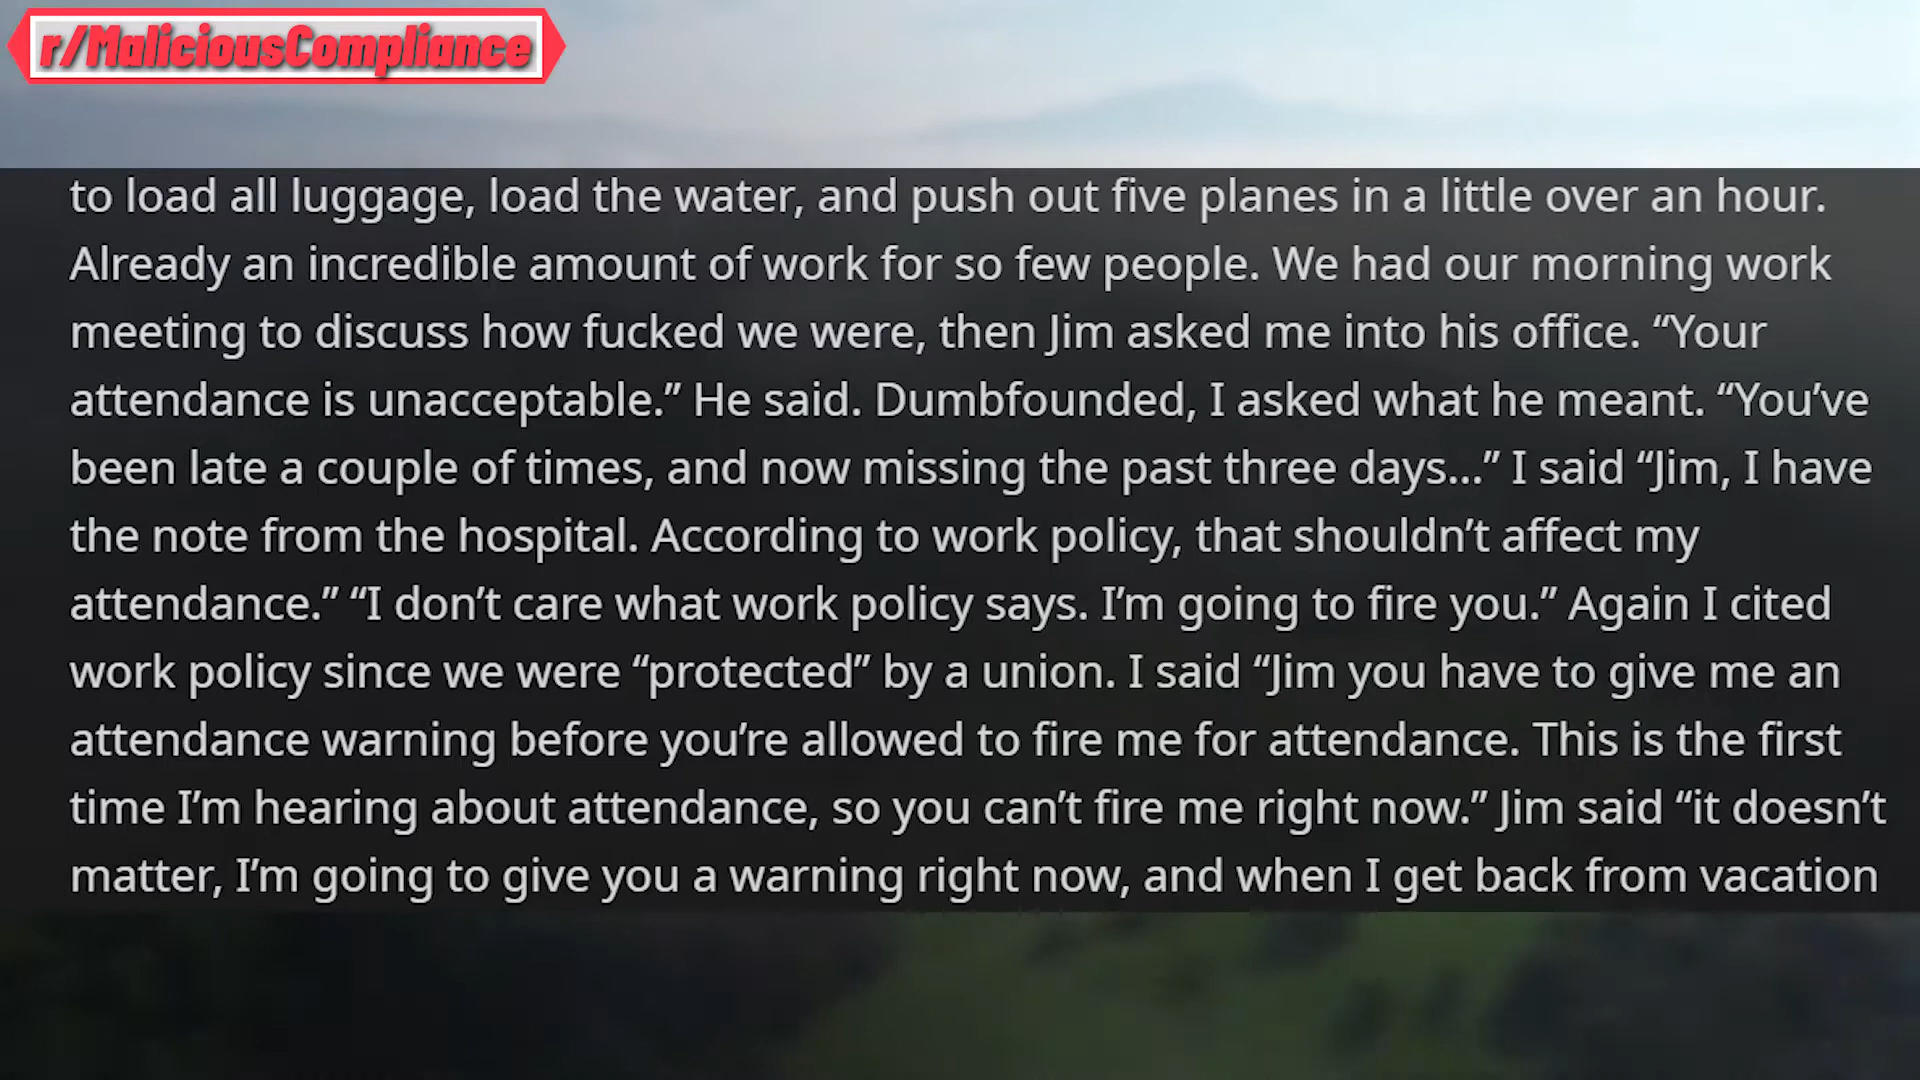 r/MaliciousCompliance
to load all luggage, load the water, and push out five planes in a little over an hour.
Already an incredible amount of work for so few people. We had our morning work
meeting to discuss how fucked we were, then Jim asked me into his office. “Your
attendance is unacceptable.” He said. Dumbfounded, I asked what he meant. “You’ve
been late a couple of times, and now missing the past three days...” I said “Jim, I have
the note from the hospital. According to work policy, that shouldn’t affect my
attendance.” “I don’t care what work policy says. I’m going to fire you.” Again I cited
work policy since we were “protected” by a union. I said “Jim you have to give me an
attendance warning before you’re allowed to fire me for attendance. This is the first
time I’m hearing about attendance, so you can’t fire me right now.” Jim said “it doesn’t
matter, I’m going to give you a warning right now, and when I get back from vacation